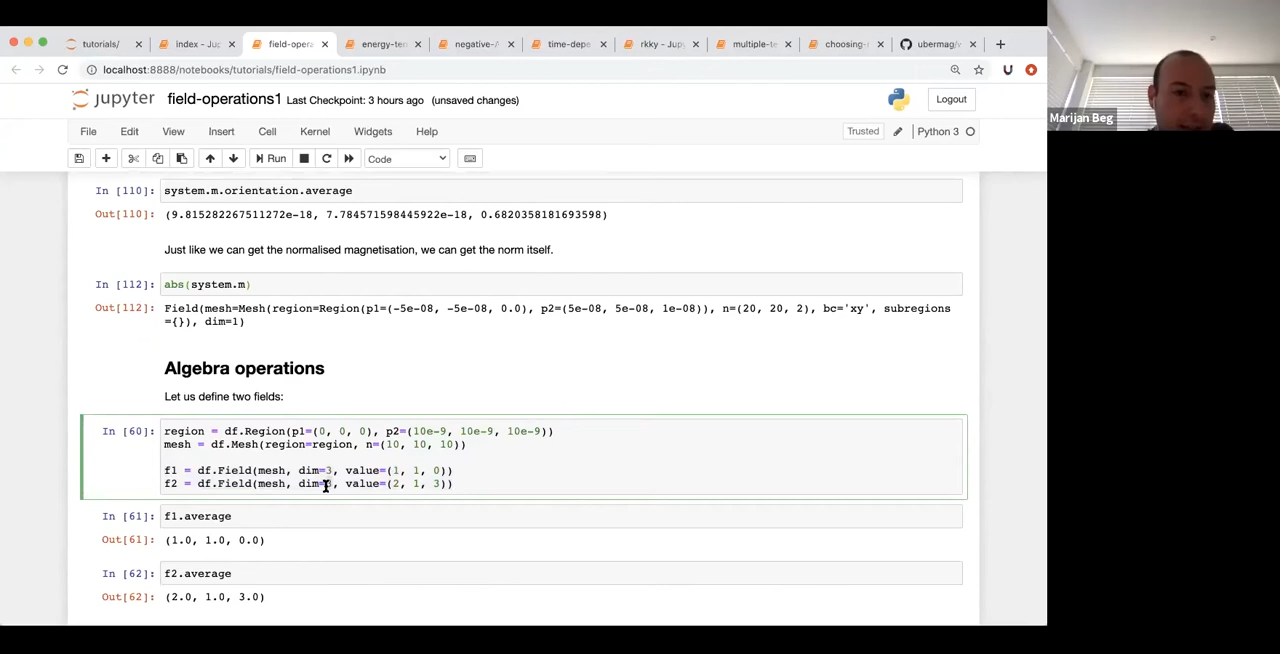 tutorials/
index - Jup
field-opera
energy-ter
negative-
time-depe
rkky - Jupy
multiple-te
choosing-
ubermag/
localhost:8888/notebooks/tutorials/field-operations1.ipynb
jupyter field-operations1 Last Checkpoint: 3 hours ago (unsaved changes)
Logout
Marijan Beg
File Edit View Insert Cell Kernel Widgets Help
Trusted
Python 3
Run
Code
In [110]: system.m.orientation.average
Out[110]: (9.815282267511272e-18, 7.784571598445922e-18, 0.6820358181693598)
Just like we can get the normalised magnetisation, we can get the norm itself.
In [112]: abs(system.m)
Out[112]: Field(mesh=Mesh(region=Region(p1=(-5e-08, -5e-08, 0.0), p2=(5e-08, 5e-08, 1e-08)), n=(20, 20, 2), bc='xy', subregions
={}), dim=1)
Algebra operations
Let us define two fields:
In [60]: region = df.Region(p1=(0, 0, 0), p2=(10e-9, 10e-9, 10e-9))
mesh = df.Mesh(region=region, n=(10, 10, 10))
f1 = df.Field(mesh, dim=3, value=(1, 1, 0))
f2 = df.Field(mesh, dim=3, value=(2, 1, 3))
In [61]: f1.average
Out[61]: (1.0, 1.0, 0.0)
In [62]: f2.average
Out[62]: (2.0, 1.0, 3.0)